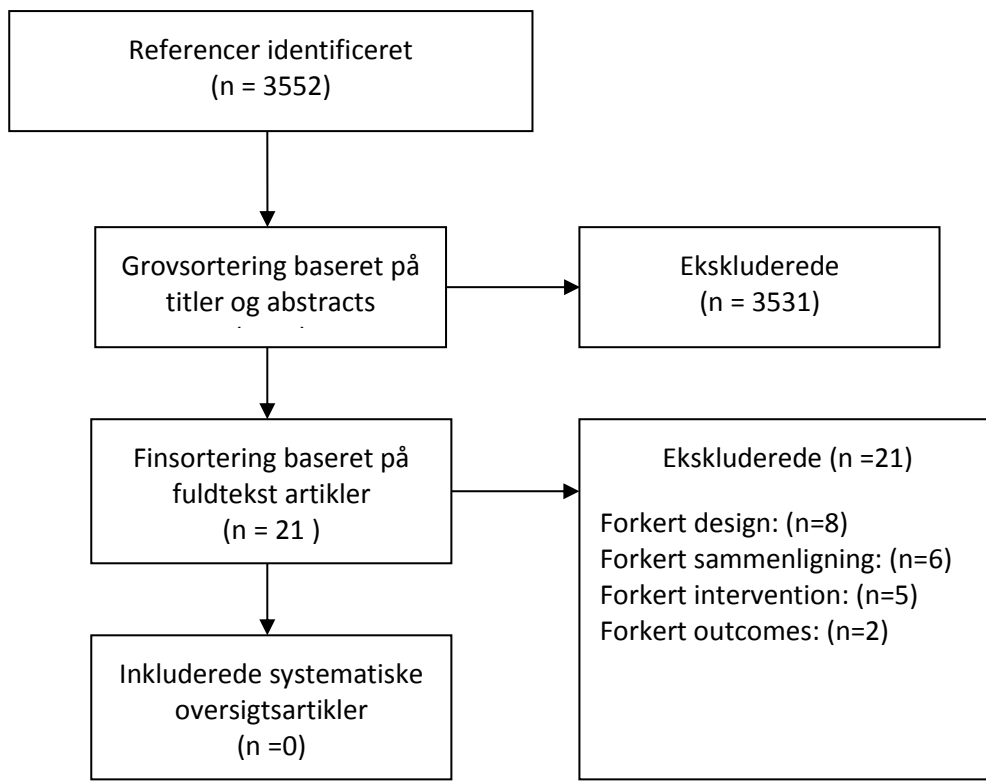 Referencer identificeret
(n = 3552)
Grovsortering baseret på
titler og abstracts
Ekskluderede
(n = 3531)
Finsortering baseret på
fuldtekst artikler
(n = 21 )
Ekskluderede (n =21)
Forkert design: (n=8)
Forkert sammenligning: (n=6)
Forkert intervention: (n=5)
Forkert outcomes: (n=2)
Inkluderede systematiske
oversigtsartikler
(n =0)